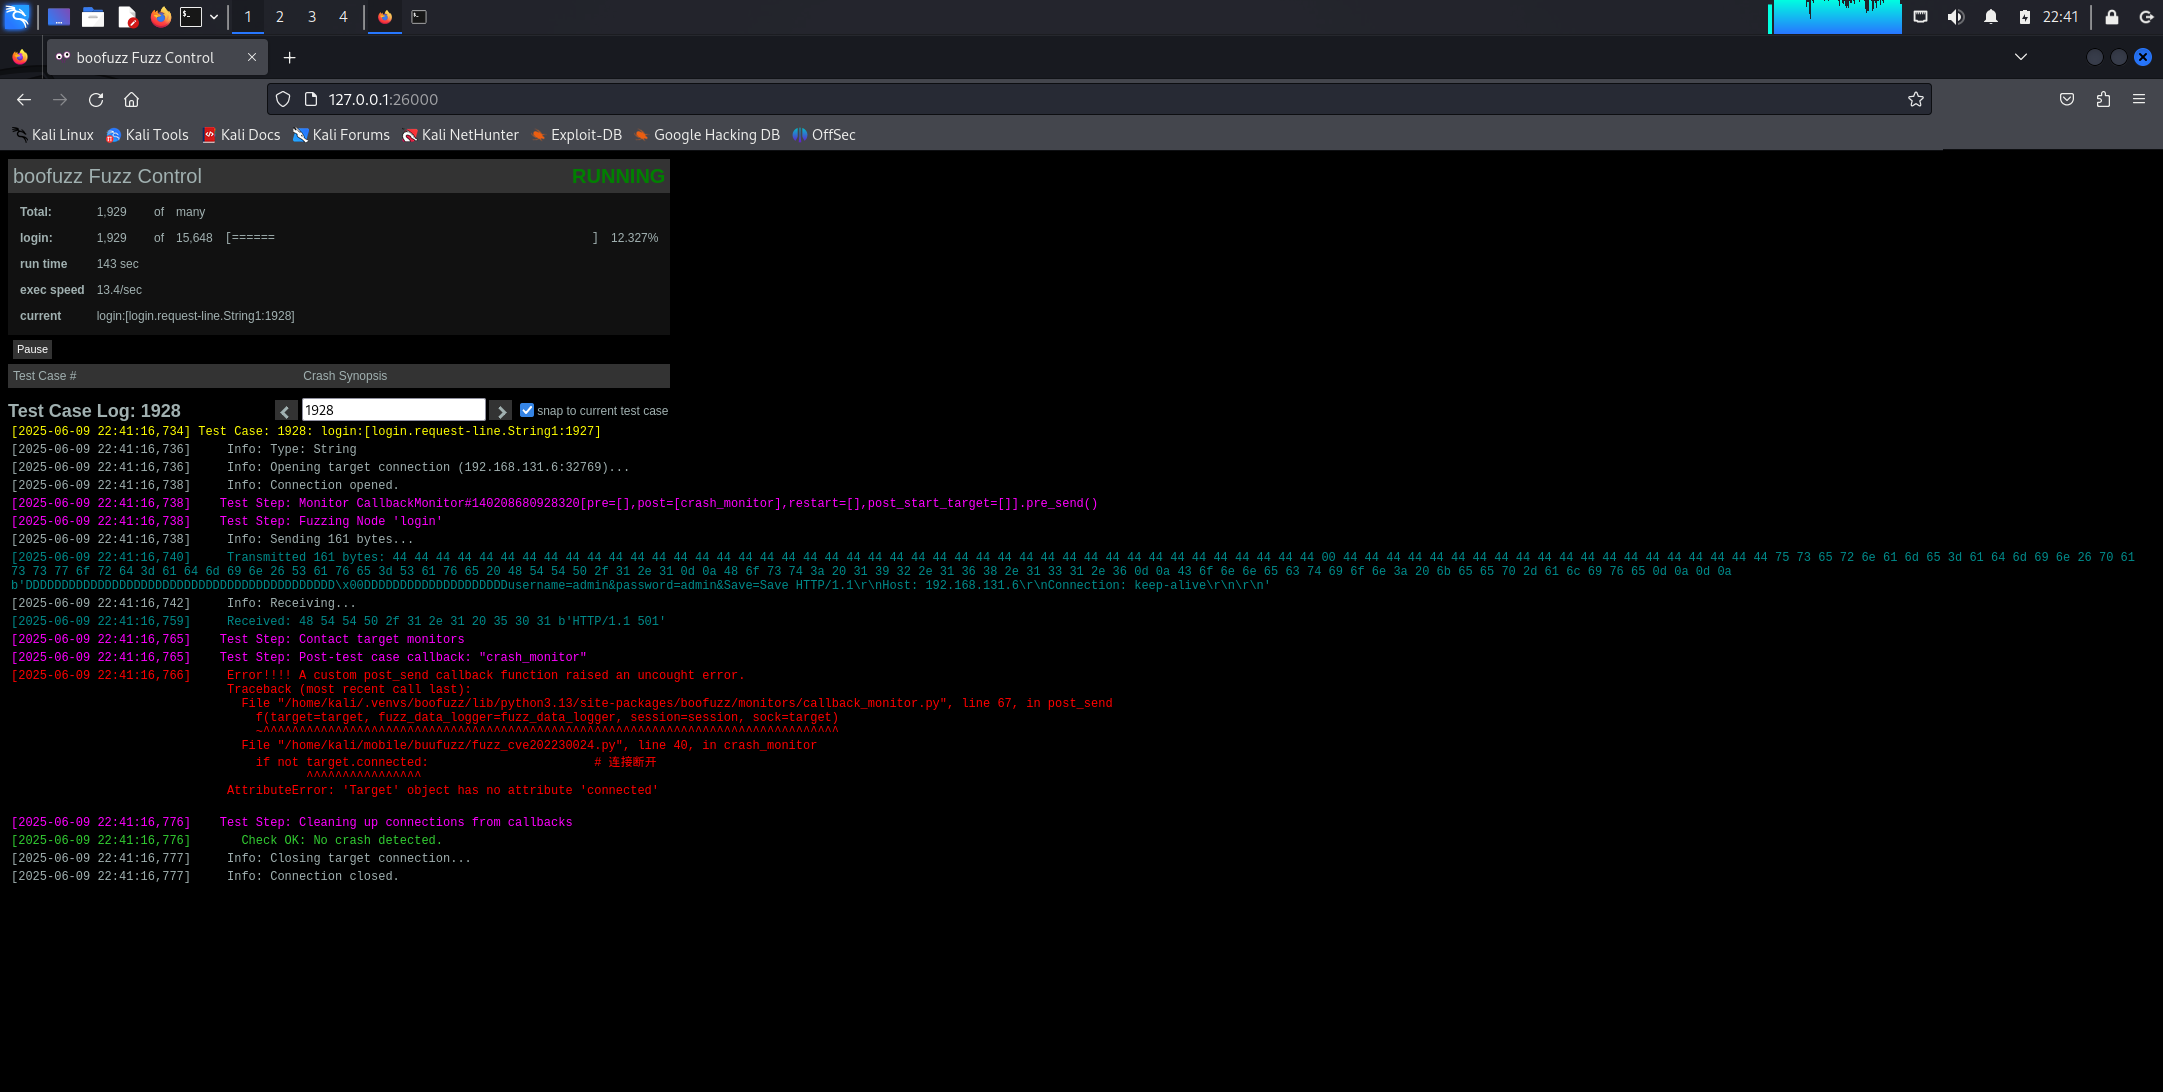 1 2 3 4 22:41
boofuzz Fuzz Control
127.0.0.1:26000
Kali Linux Kali Tools Kali Docs Kali Forums Kali NetHunter Exploit-DB Google Hacking DB OffSec
boofuzz Fuzz Control RUNNING
Total: 1,929 of many
login: 1,929 of 15,648 [====== ] 12.327%
run time 143 sec
exec speed 13.4/sec
current login:[login.request-line.String1:1928]
Pause
Test Case # Crash Synopsis
Test Case Log: 1928 1928 snap to current test case
[2025-06-09 22:41:16,734] Test Case: 1928: login:[login.request-line.String1:1927]
[2025-06-09 22:41:16,736] Info: Type: String
[2025-06-09 22:41:16,736] Info: Opening target connection (192.168.131.6:32769)...
[2025-06-09 22:41:16,738] Info: Connection opened.
[2025-06-09 22:41:16,738] Test Step: Monitor CallbackMonitor#140208680928320[pre=[],post=[crash_monitor],restart=[],post_start_target=[]].pre_send()
[2025-06-09 22:41:16,738] Test Step: Fuzzing Node 'login'
[2025-06-09 22:41:16,738] Info: Sending 161 bytes...
[2025-06-09 22:41:16,740] Transmitted 161 bytes: 44 44 44 44 44 44 44 44 44 44 44 44 44 44 44 44 44 44 44 44 44 44 44 44 44 44 44 44 44 44 44 44 44 44 44 44 44 44 44 44 44 44 44 00 44 44 44 44 44 44 44 44 44 44 44 44 44 44 44 44 44 44 44 44 75 73 65 72 6e 61 6d 65 3d 61 64 6d 69 6e 26 70 61
73 73 77 6f 72 64 3d 61 64 6d 69 6e 26 53 61 76 65 3d 53 61 76 65 20 48 54 54 50 2f 31 2e 31 0d 0a 48 6f 73 74 3a 20 31 39 32 2e 31 36 38 2e 31 33 31 2e 36 0d 0a 43 6f 6e 6e 65 63 74 69 6f 6e 3a 20 6b 65 65 70 2d 61 6c 69 76 65 0d 0a 0d 0a
b'DDDDDDDDDDDDDDDDDDDDDDDDDDDDDDDDDDDDDDDDDDD\x00DDDDDDDDDDDDDDDDDDDDusername=admin&password=admin&Save=Save HTTP/1.1\r\nHost: 192.168.131.6\r\nConnection: keep-alive\r\n\r\n'
[2025-06-09 22:41:16,742] Info: Receiving...
[2025-06-09 22:41:16,759] Received: 48 54 54 50 2f 31 2e 31 20 35 30 31 b'HTTP/1.1 501'
[2025-06-09 22:41:16,765] Test Step: Contact target monitors
[2025-06-09 22:41:16,765] Test Step: Post-test case callback: "crash_monitor"
[2025-06-09 22:41:16,766] Error!!!! A custom post_send callback function raised an uncought error.
Traceback (most recent call last):
File "/home/kali/.venvs/boofuzz/lib/python3.13/site-packages/boofuzz/monitors/callback_monitor.py", line 67, in post_send
f(target=target, fuzz_data_logger=fuzz_data_logger, session=session, sock=target)
~^^^^^^^^^^^^^^^^^^^^^^^^^^^^^^^^^^^^^^^^^^^^^^^^^^^^^^^^^^^^^^^^^^^^^^^^^^^^^^^^
File "/home/kali/mobile/buufuzz/fuzz_cve202230024.py", line 40, in crash_monitor
if not target.connected: # 连接断开
^^^^^^^^^^^^^^^^
AttributeError: 'Target' object has no attribute 'connected'
[2025-06-09 22:41:16,776] Test Step: Cleaning up connections from callbacks
[2025-06-09 22:41:16,776] Check OK: No crash detected.
[2025-06-09 22:41:16,777] Info: Closing target connection...
[2025-06-09 22:41:16,777] Info: Connection closed.